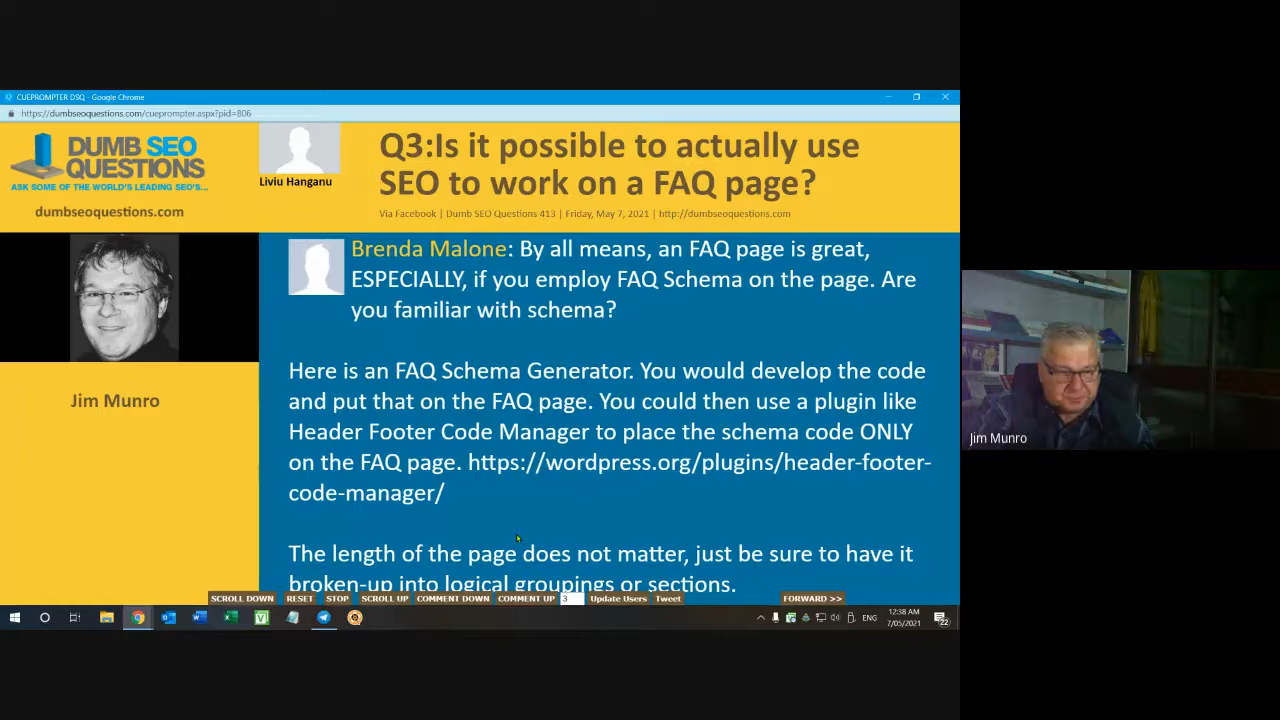 CUEPROMPTER DSQ - Google Chrome
https://dumbseoquestions.com/cueprompter.aspx?pid=806
DUMB SEO
QUESTIONS
ASK SOME OF THE WORLD'S LEADING SEO'S...
dumbseoquestions.com
Liviu Hanganu
Q3:Is it possible to actually use
SEO to work on a FAQ page?
Via Facebook | Dumb SEO Questions 413 | Friday, May 7, 2021 | http://dumbseoquestions.com
Jim Munro
Brenda Malone: By all means, an FAQ page is great,
ESPECIALLY, if you employ FAQ Schema on the page. Are
you familiar with schema?
Here is an FAQ Schema Generator. You would develop the code
and put that on the FAQ page. You could then use a plugin like
Header Footer Code Manager to place the schema code ONLY
on the FAQ page. https://wordpress.org/plugins/header-footer-
code-manager/
The length of the page does not matter, just be sure to have it
broken-up into logical groupings or sections.
SCROLL DOWN RESET STOP SCROLL UP COMMENT DOWN COMMENT UP 3 Update Users Tweet FORWARD >>
ENG
12:38 AM
7/05/2021
22
Jim Munro